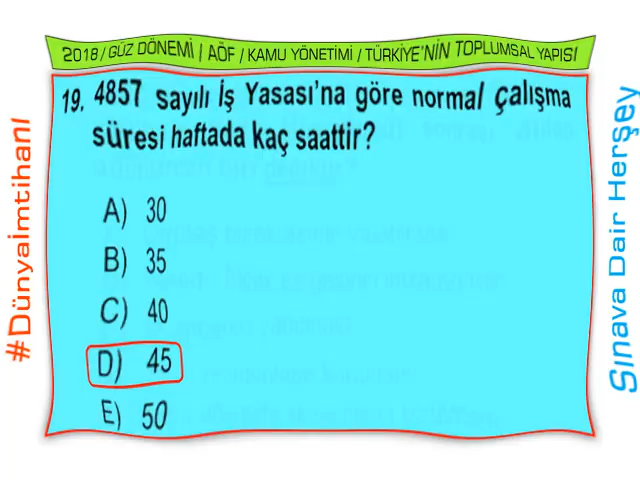 2018 / GÜZ DÖNEMİ | AÖF / KAMU YÖNETİMİ / TÜRKİYE'NİN TOPLUMSAL YAPISI
19. 4857 sayılı İş Yasası'na göre normal çalışma
süresi haftada kaç saattir?
A) 30
B) 35
C) 40
D) 45
E) 50
#Dünyaimtihanı
Sınava Dair Herşey